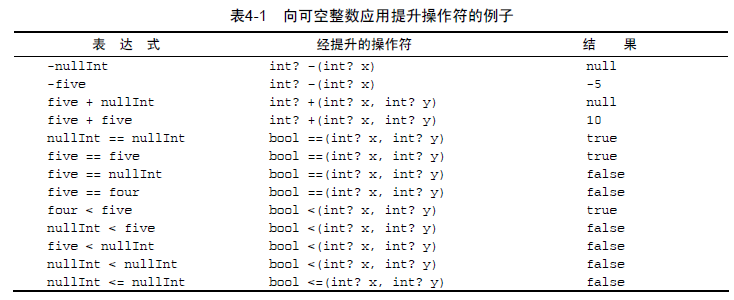 表4-1 向可空整数应用提升操作符的例子
表 达 式 经提升的操作符 结 果
-nullInt int? -(int? x) null
-five int? -(int? x) -5
five + nullInt int? +(int? x, int? y) null
five + five int? +(int? x, int? y) 10
nullInt == nullInt bool ==(int? x, int? y) true
five == five bool ==(int? x, int? y) true
five == nullInt bool ==(int? x, int? y) false
five == four bool ==(int? x, int? y) false
four < five bool <(int? x, int? y) true
nullInt < five bool <(int? x, int? y) false
five < nullInt bool <(int? x, int? y) false
nullInt < nullInt bool <(int? x, int? y) false
nullInt <= nullInt bool <=(int? x, int? y) false